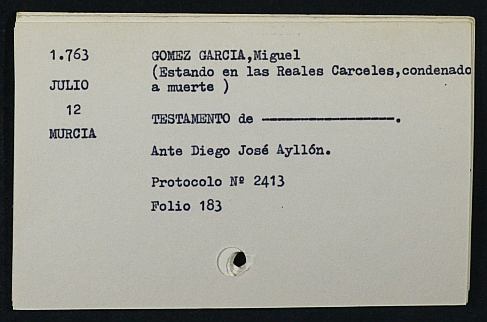 1.763
JULIO
12
MURCIA
GOMEZ GARCIA,Miguel
(Estando en las Reales Carceles,condenado
a muerte )
TESTAMENTO de ——————————.
Ante Diego José Ayllón.
Protocolo Nº 2413
Folio 183